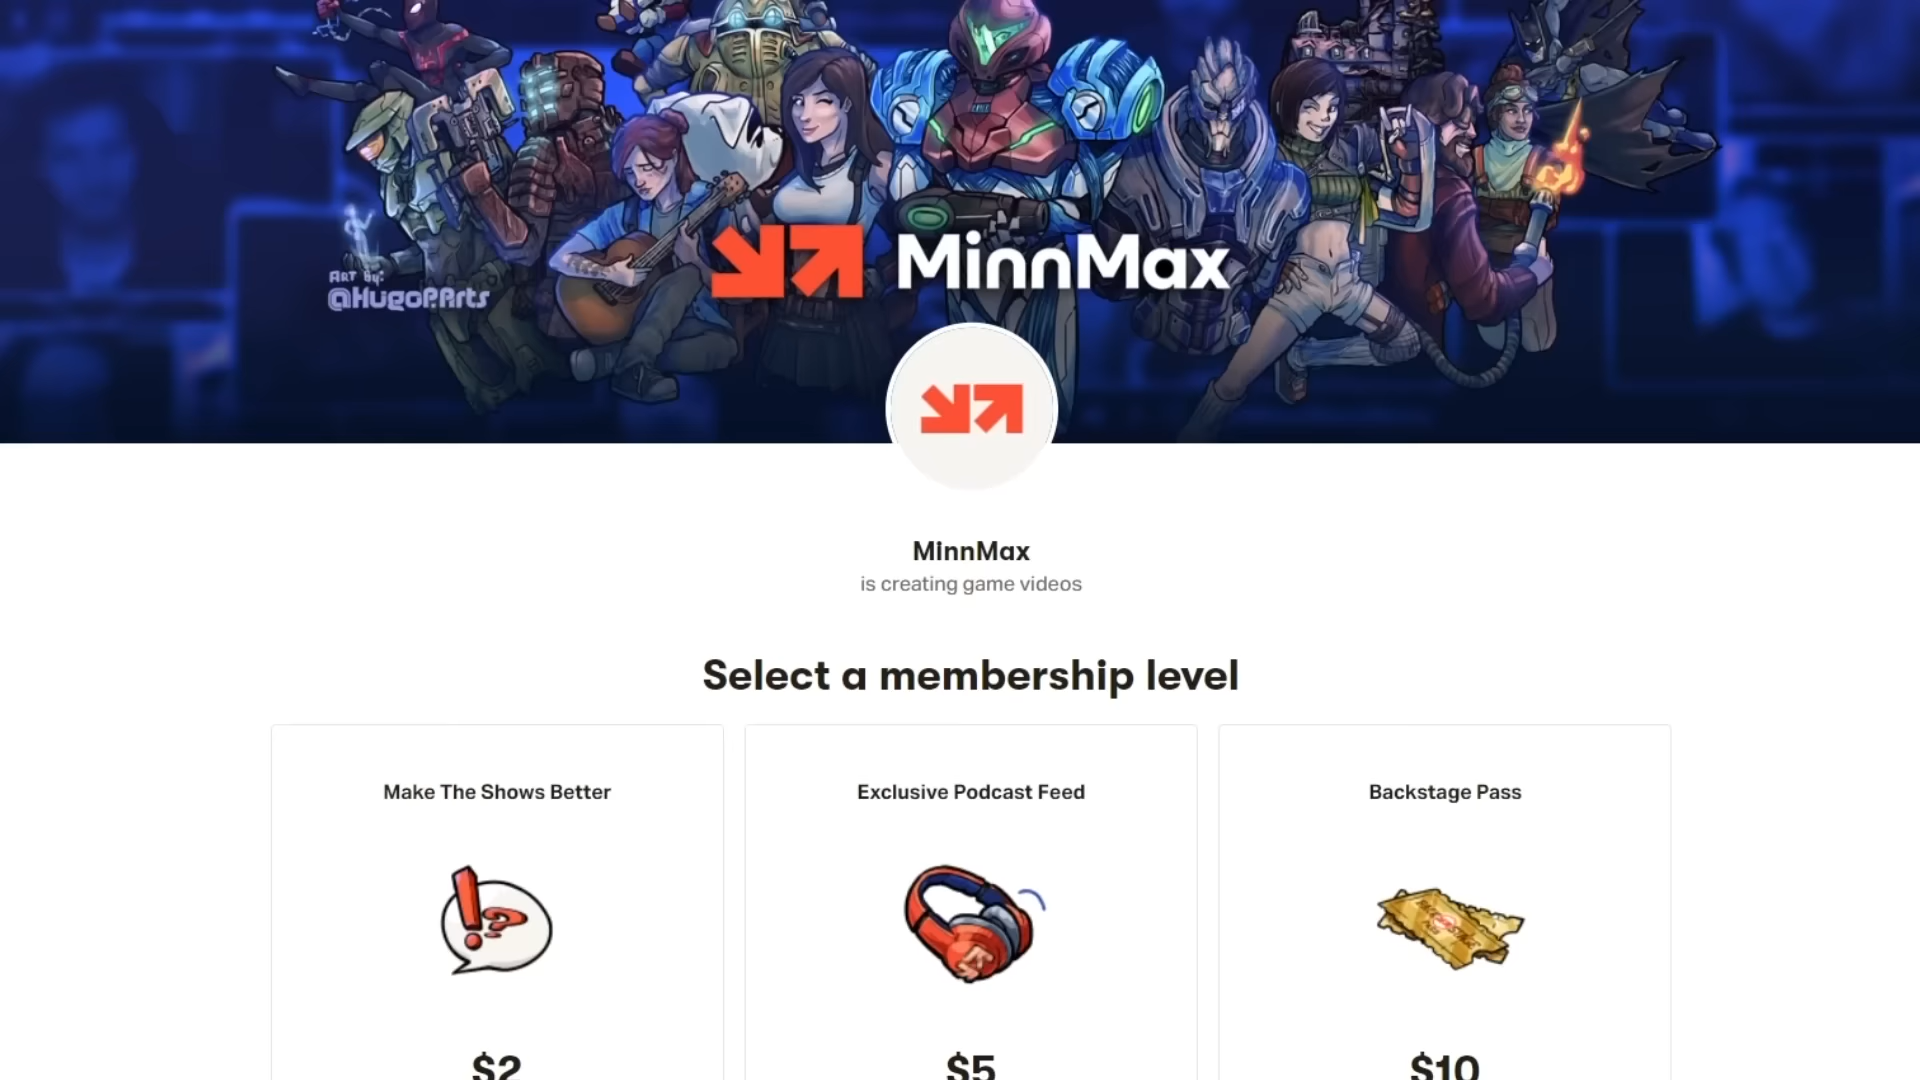 MinnMax
ART By:
@HugoPArts
MinnMax
is creating game videos
Select a membership level
Make The Shows Better
Exclusive Podcast Feed
Backstage Pass
$2
$5
$10